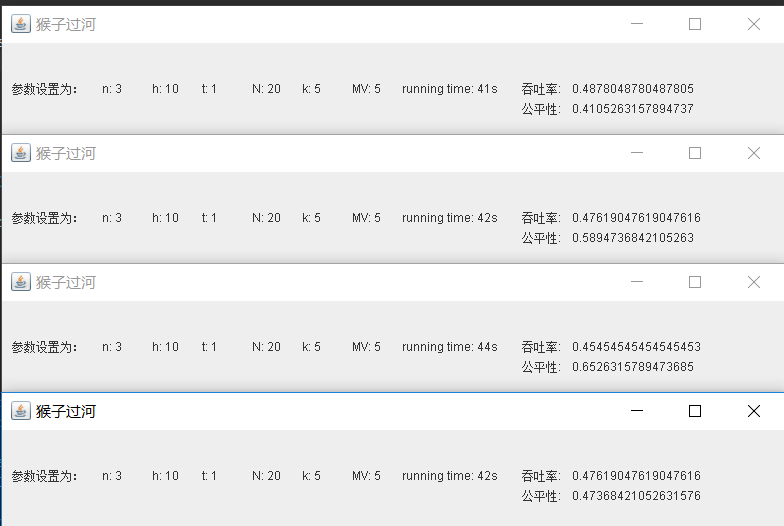 猴子过河
参数设置为: n: 3 h: 10 t: 1 N: 20 k: 5 MV: 5 running time: 41s 吞吐率: 0.4878048780487805
公平性: 0.4105263157894737
猴子过河
参数设置为: n: 3 h: 10 t: 1 N: 20 k: 5 MV: 5 running time: 42s 吞吐率: 0.47619047619047616
公平性: 0.5894736842105263
猴子过河
参数设置为: n: 3 h: 10 t: 1 N: 20 k: 5 MV: 5 running time: 44s 吞吐率: 0.45454545454545453
公平性: 0.6526315789473685
猴子过河
参数设置为: n: 3 h: 10 t: 1 N: 20 k: 5 MV: 5 running time: 42s 吞吐率: 0.47619047619047616
公平性: 0.47368421052631576